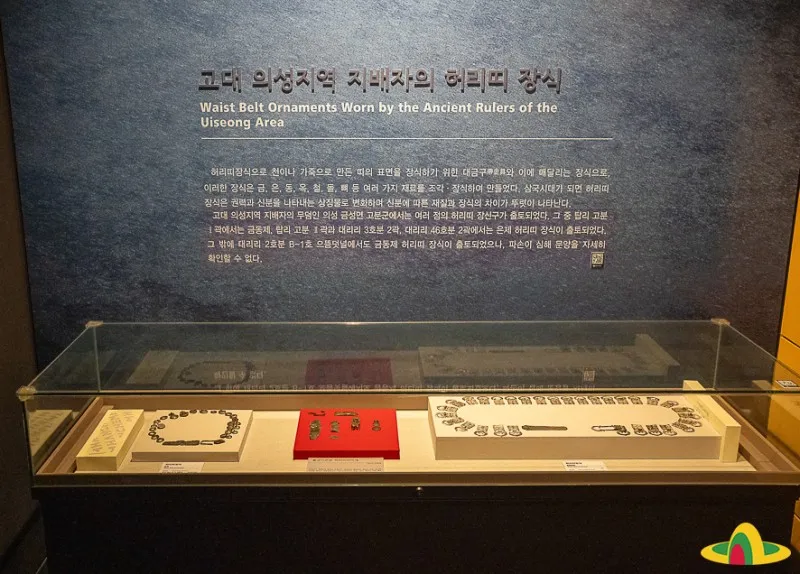 고대 의성지역 지배자의 허리띠 장식
Waist Belt Ornaments Worn by the Ancient Rulers of the
Uiseong Area
허리띠장식으로 천이나 가죽으로 만든 띠의 표면을 장식하기 위한 대금구帶金具와 이에 매달리는 장식으로,
이러한 장식은 금, 은, 동, 옥, 철, 돌, 뼈 등 여러 가지 재료를 조각·장식하여 만들었다. 삼국시대가 되면 허리띠
장식은 권력과 신분을 나타내는 상징물로 변화하며 신분에 따른 재질과 장식의 차이가 뚜렷이 나타난다.
고대 의성지역 지배자의 무덤인 의성 금성면 고분군에서는 여러 점의 허리띠 장신구가 출토되었다. 그 중 탑리 고분
Ⅰ곽에서는 금동제, 탑리 고분 Ⅱ곽과 대리리 3호분 2곽, 대리리 46호분 2곽에서는 은제 허리띠 장식이 출토되었다.
그 밖에 대리리 2호분 B-1호 으뜸덧널에서도 금동제 허리띠 장식이 출토되었으나, 파손이 심해 문양을 자세히
확인할 수 없다.